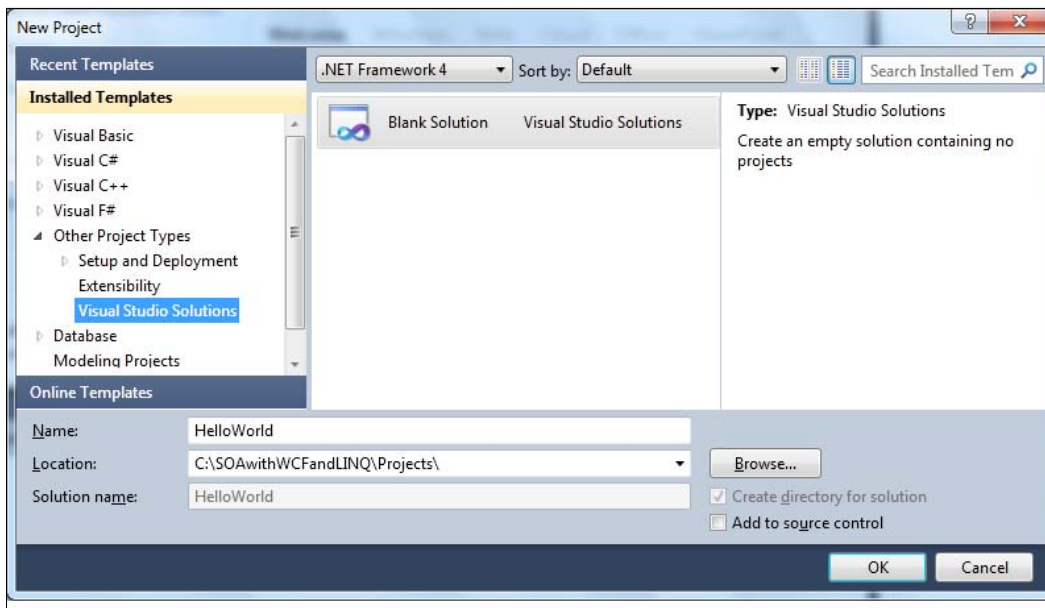 New Project
Recent Templates
Installed Templates
Visual Basic
Visual C#
Visual C++
Visual F#
Other Project Types
Setup and Deployment
Extensibility
Visual Studio Solutions
Database
Modeling Projects
Online Templates
.NET Framework 4
Sort by: Default
Search Installed Tem
Blank Solution Visual Studio Solutions
Type: Visual Studio Solutions
Create an empty solution containing no
projects
Name: HelloWorld
Location: C:\SOAwithWCFandLINQ\Projects\
Browse...
Solution name: HelloWorld
Create directory for solution
Add to source control
OK Cancel